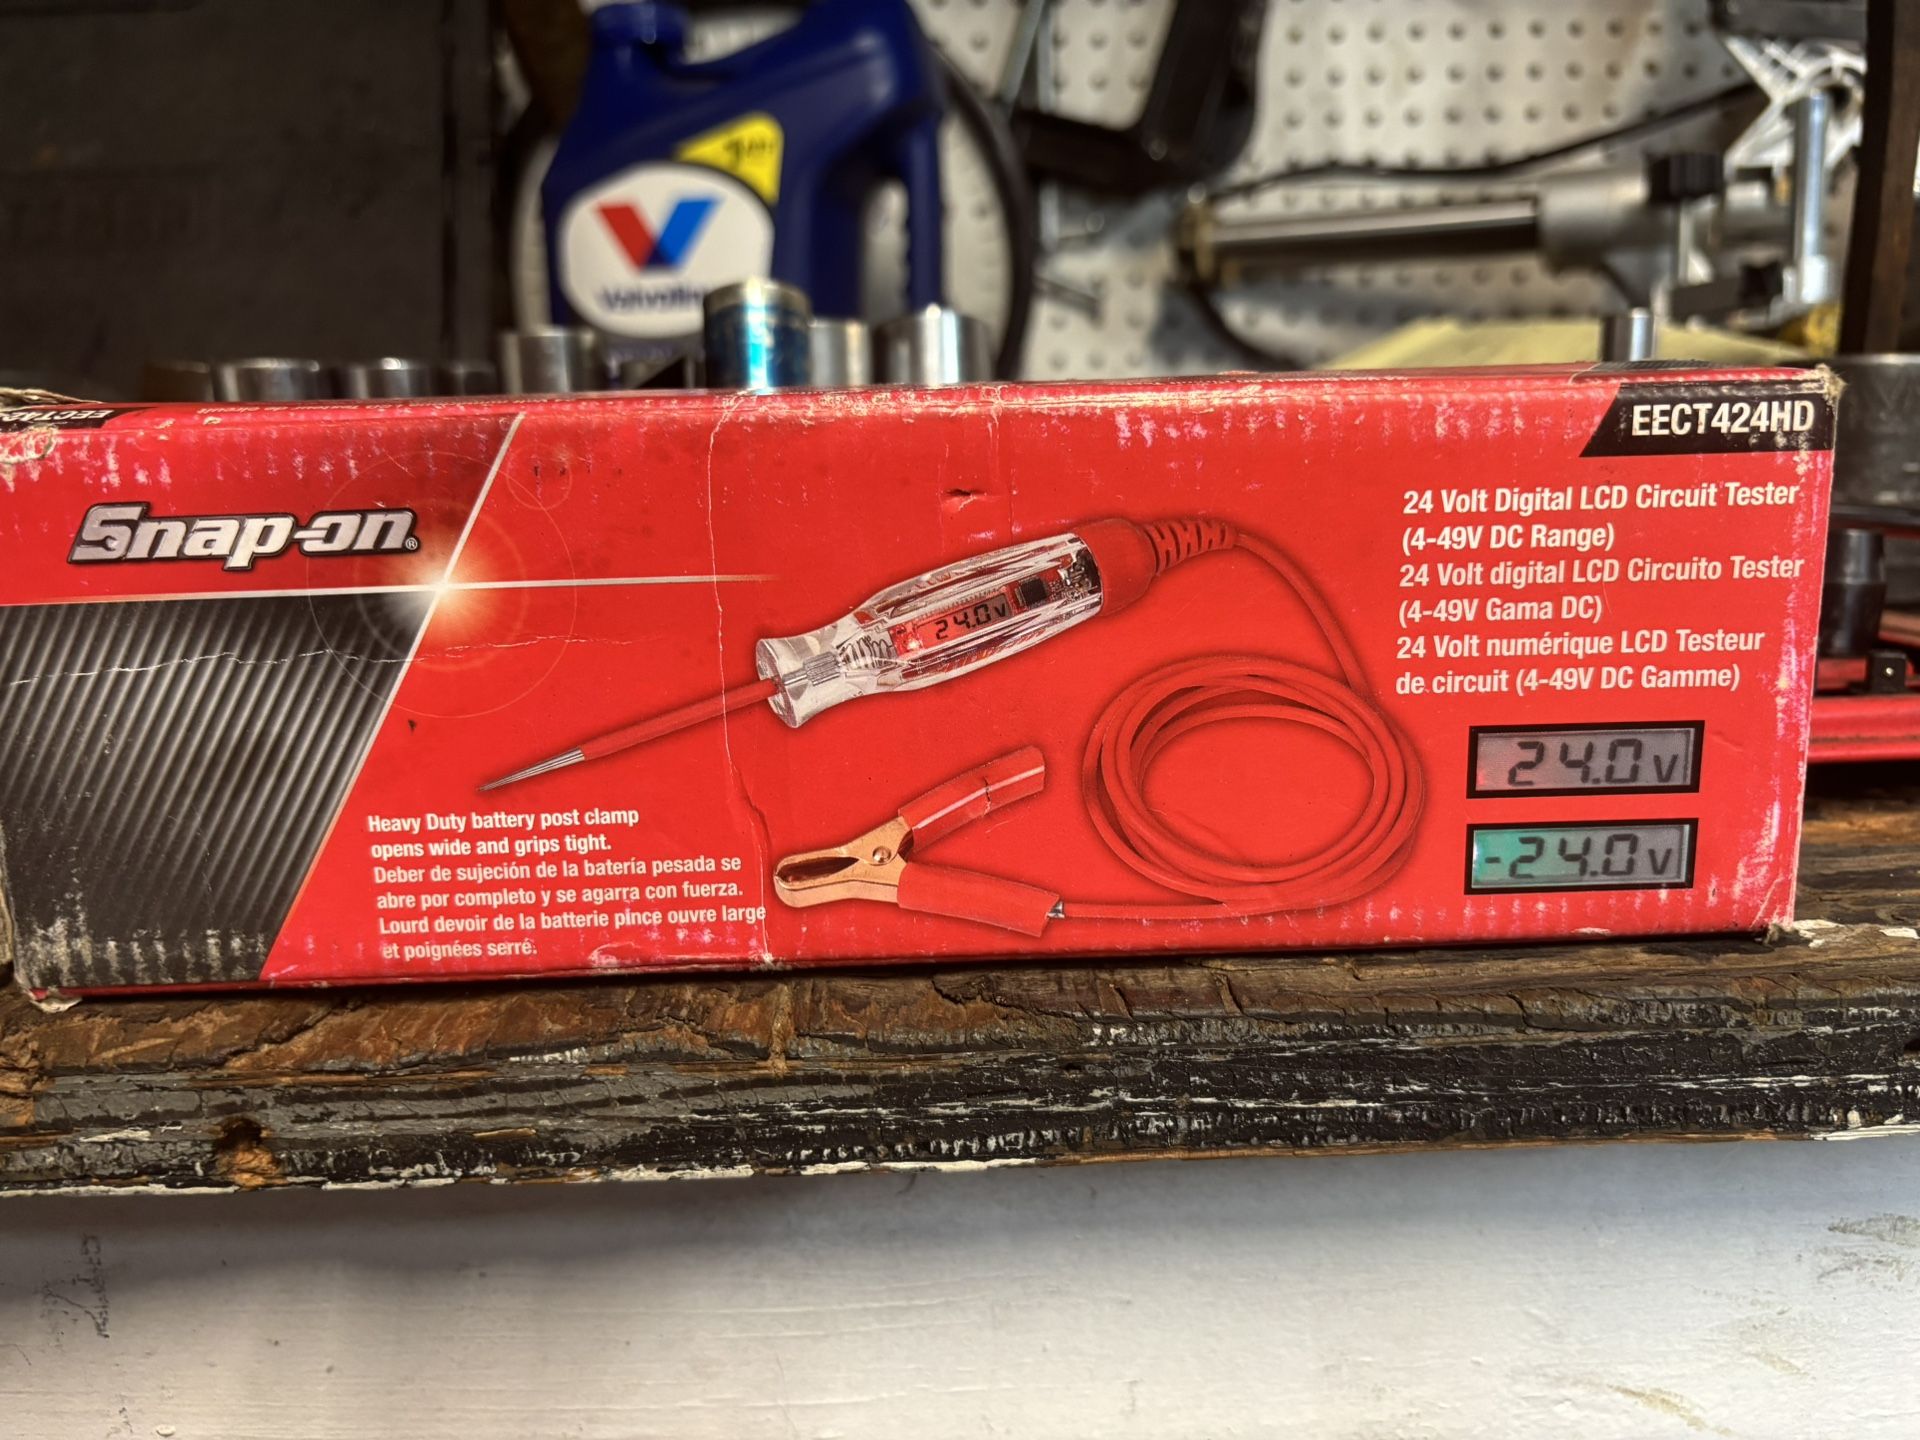 Valvoline
EECT424HD
Snap-on®
24 Volt Digital LCD Circuit Tester
(4-49V DC Range)
24 Volt digital LCD Circuito Tester
(4-49V Gama DC)
24 Volt numérique LCD Testeur
de circuit (4-49V DC Gamme)
24.0 v
24.0 v
-24.0 v
Heavy Duty battery post clamp
opens wide and grips tight.
Deber de sujeción de la batería pesada se
abre por completo y se agarra con fuerza.
Lourd devoir de la batterie pince ouvre large
et poignées serré.